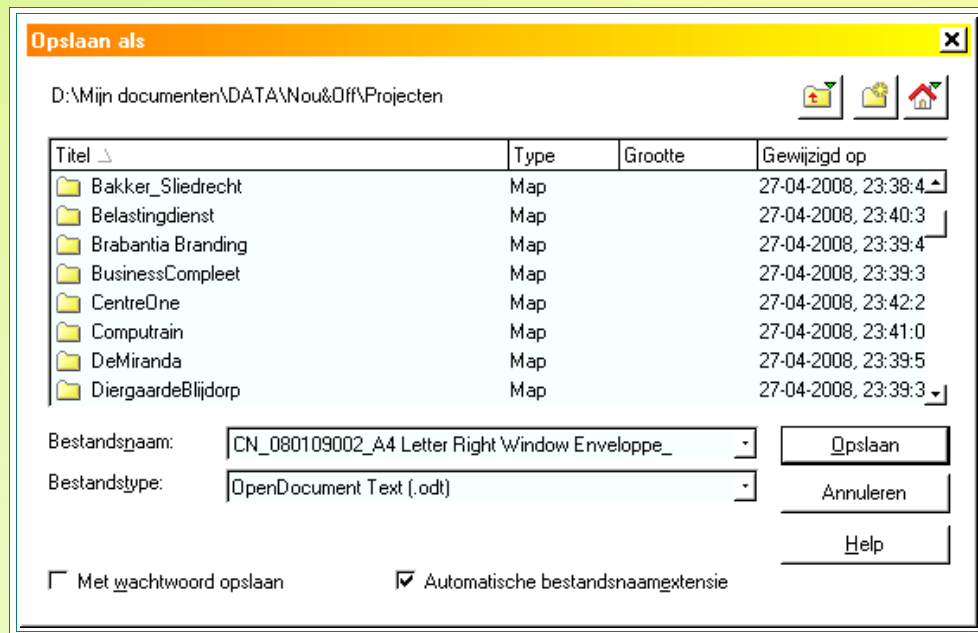 Opslaan als
D:\Mijn documenten\DATA\Nou&Off\Projecten
Titel Type Grootte Gewijzigd op
Bakker_Sliedrecht Map 27-04-2008, 23:38:4
Belastingdienst Map 27-04-2008, 23:40:3
Brabantia Branding Map 27-04-2008, 23:39:4
BusinessCompleet Map 27-04-2008, 23:39:3
CentreOne Map 27-04-2008, 23:42:2
Computrain Map 27-04-2008, 23:41:0
DeMiranda Map 27-04-2008, 23:39:5
DiergaardeBlijdorp Map 27-04-2008, 23:39:3
Bestandsnaam: CN_080109002_A4 Letter Right Window Enveloppe_ Opslaan
Bestandstype: OpenDocument Text (.odt) Annuleren
Help
Met wachtwoord opslaan Automatische bestandsnaamextensie